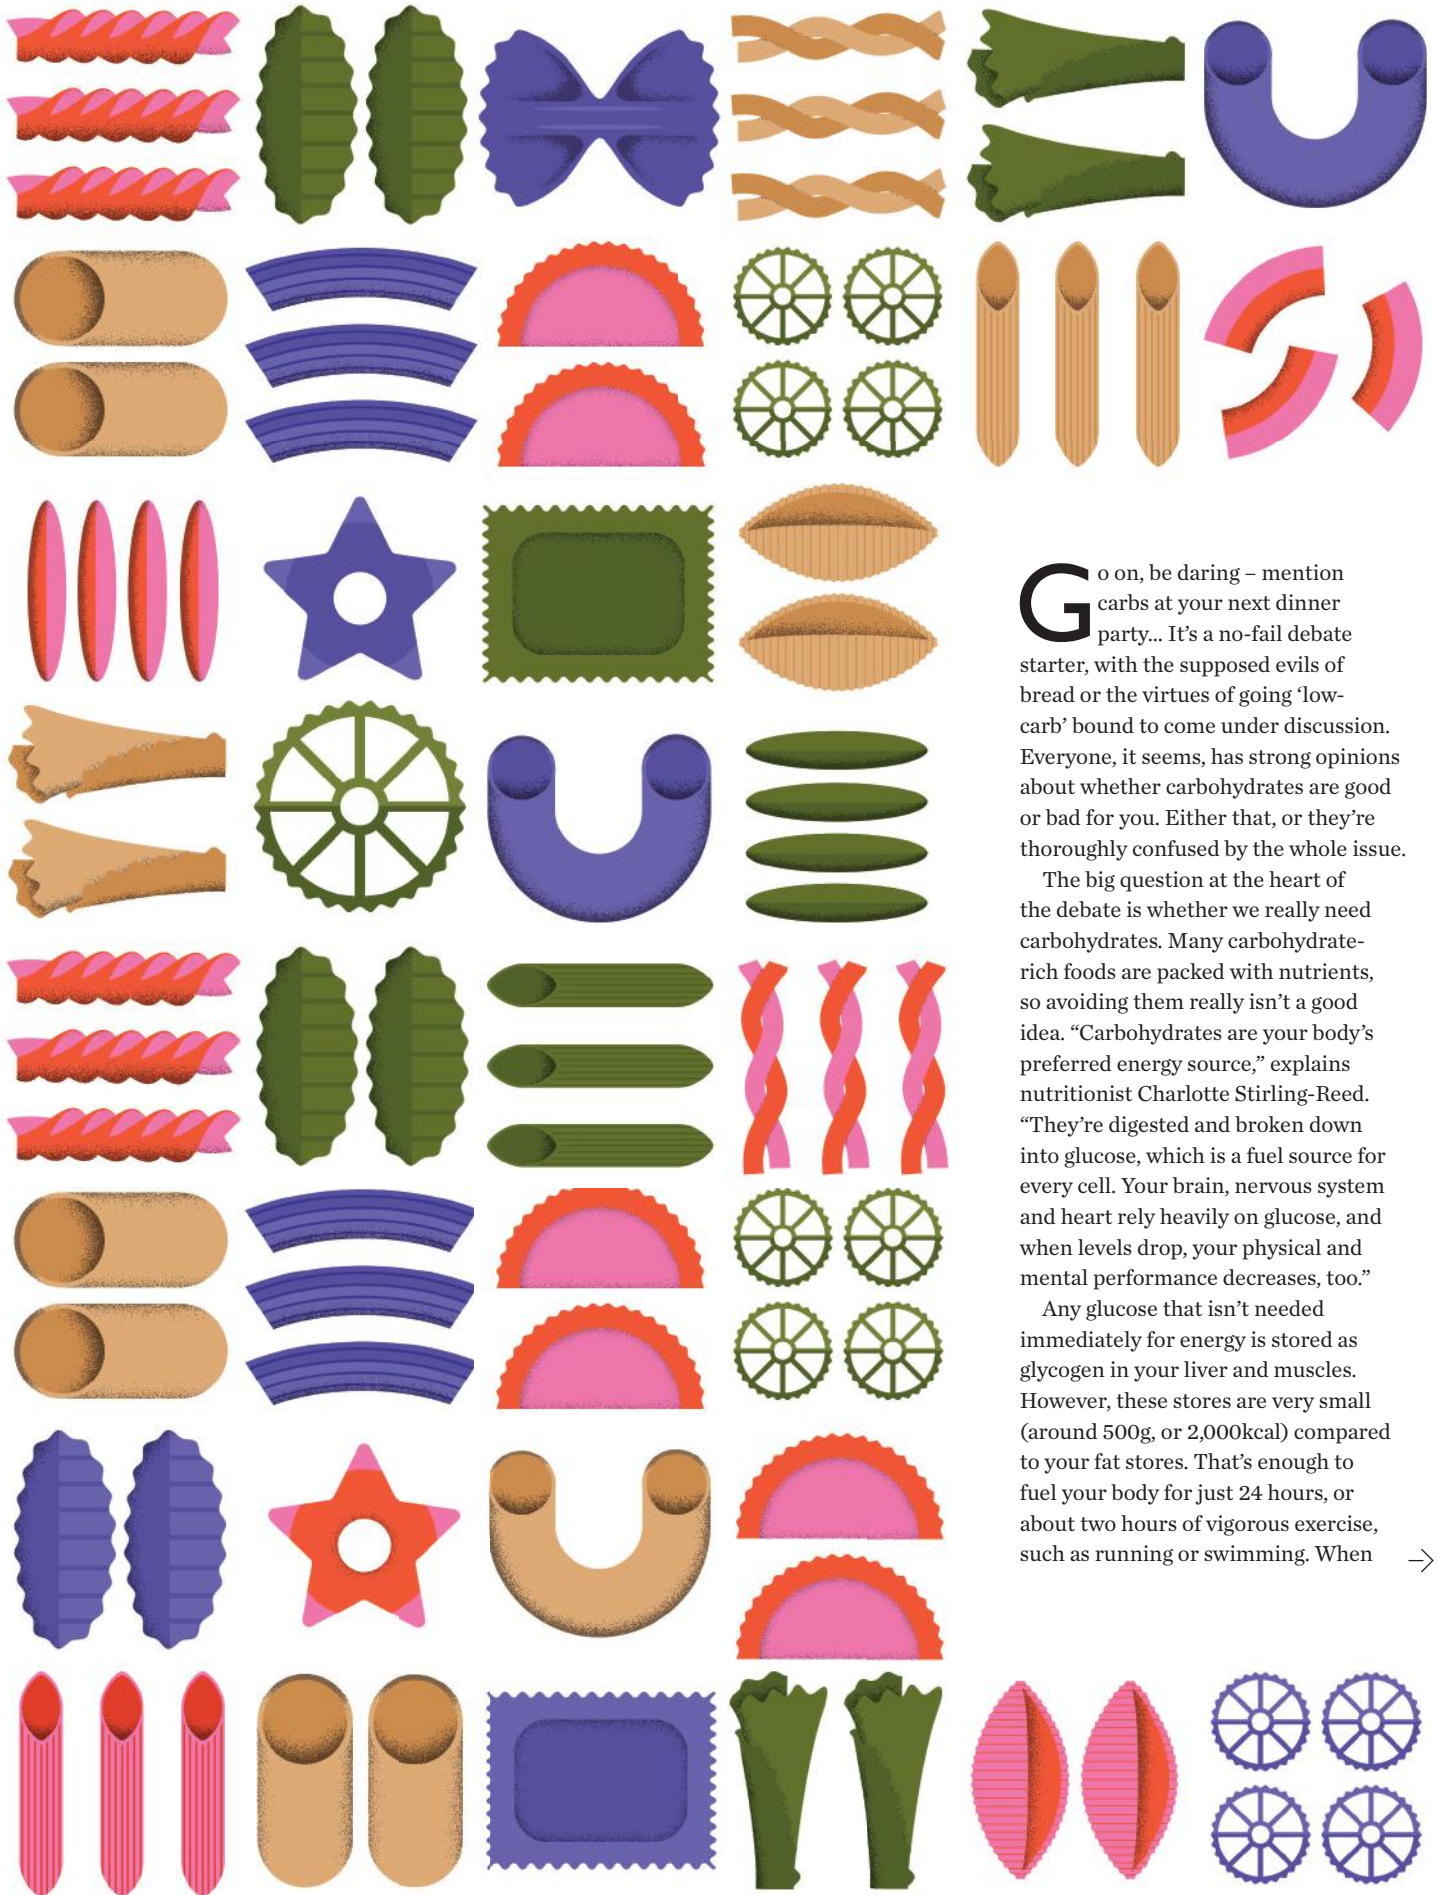 Go on, be daring – mention
carbs at your next dinner
party... It’s a no-fail debate
starter, with the supposed evils of
bread or the virtues of going ‘low-
carb’ bound to come under discussion.
Everyone, it seems, has strong opinions
about whether carbohydrates are good
or bad for you. Either that, or they’re
thoroughly confused by the whole issue.
The big question at the heart of
the debate is whether we really need
carbohydrates. Many carbohydrate-
rich foods are packed with nutrients,
so avoiding them really isn’t a good
idea. “Carbohydrates are your body’s
preferred energy source,” explains
nutritionist Charlotte Stirling-Reed.
“They’re digested and broken down
into glucose, which is a fuel source for
every cell. Your brain, nervous system
and heart rely heavily on glucose, and
when levels drop, your physical and
mental performance decreases, too.”
Any glucose that isn’t needed
immediately for energy is stored as
glycogen in your liver and muscles.
However, these stores are very small
(around 500g, or 2,000kcal) compared
to your fat stores. That’s enough to
fuel your body for just 24 hours, or
about two hours of vigorous exercise,
such as running or swimming. When →